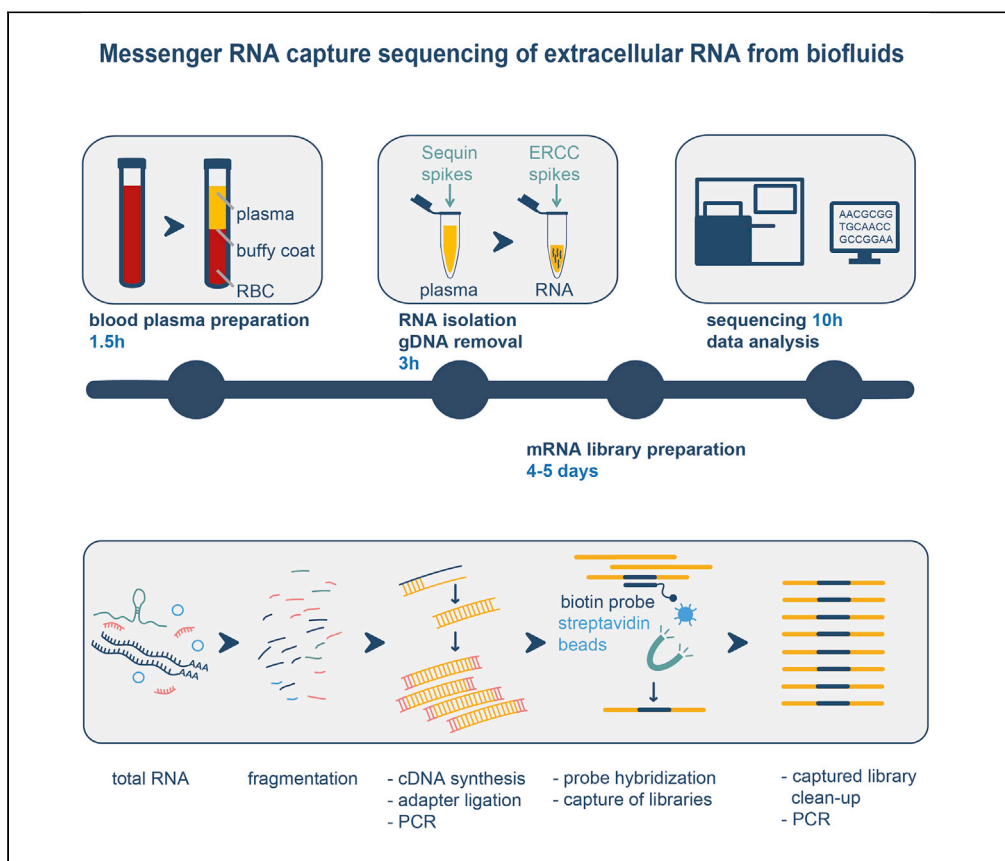 Messenger RNA capture sequencing of extracellular RNA from biofluids
plasma
buffy coat
RBC
blood plasma preparation
1.5h
Sequin
spikes
ERCC
spikes
plasma
RNA
RNA isolation
gDNA removal
3h
AACGCGG
TGCAACC
GCCGGAA
sequencing 10h
data analysis
mRNA library preparation
4-5 days
AAA
AAA
biotin probe
streptavidin
beads
total RNA
fragmentation
- cDNA synthesis
- adapter ligation
- PCR
- probe hybridization
- capture of libraries
- captured library
clean-up
- PCR